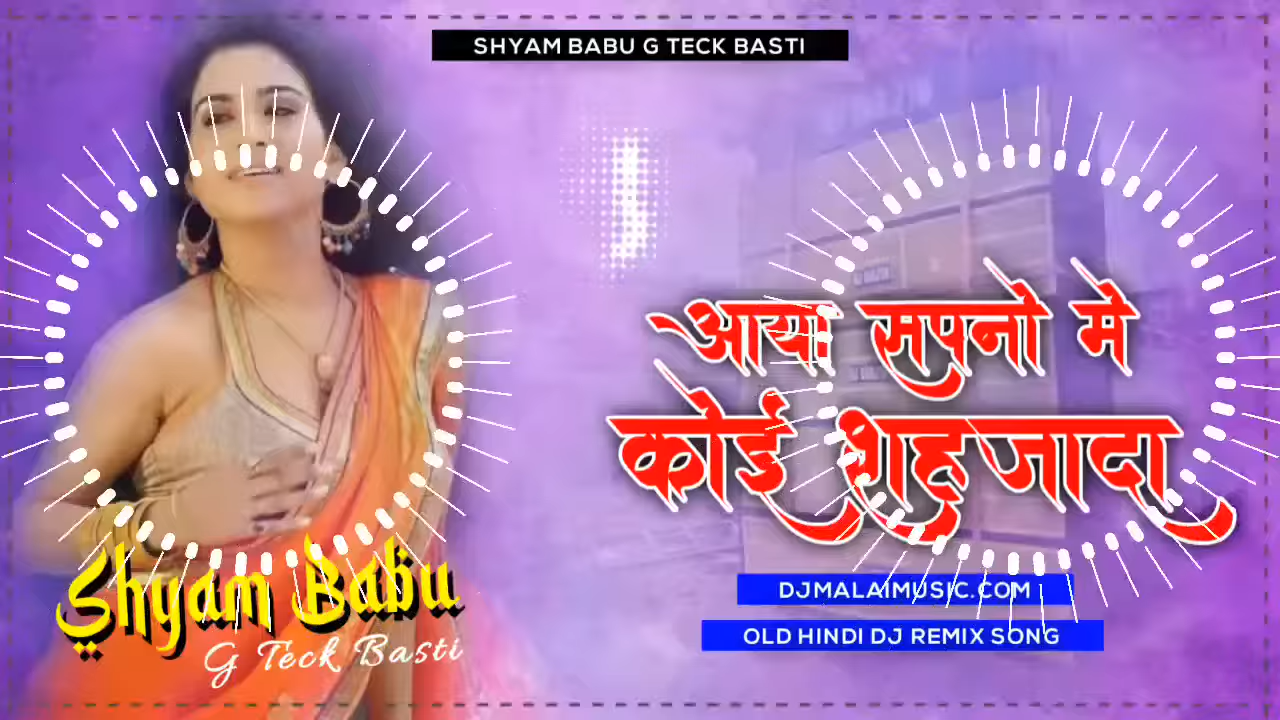 SHYAM BABU G TECK BASTI
आया सपनो मे
कोई शहजादा
DJMALAIMUSIC.COM
OLD HINDI DJ REMIX SONG
Shyam Babu
G Teck Basti